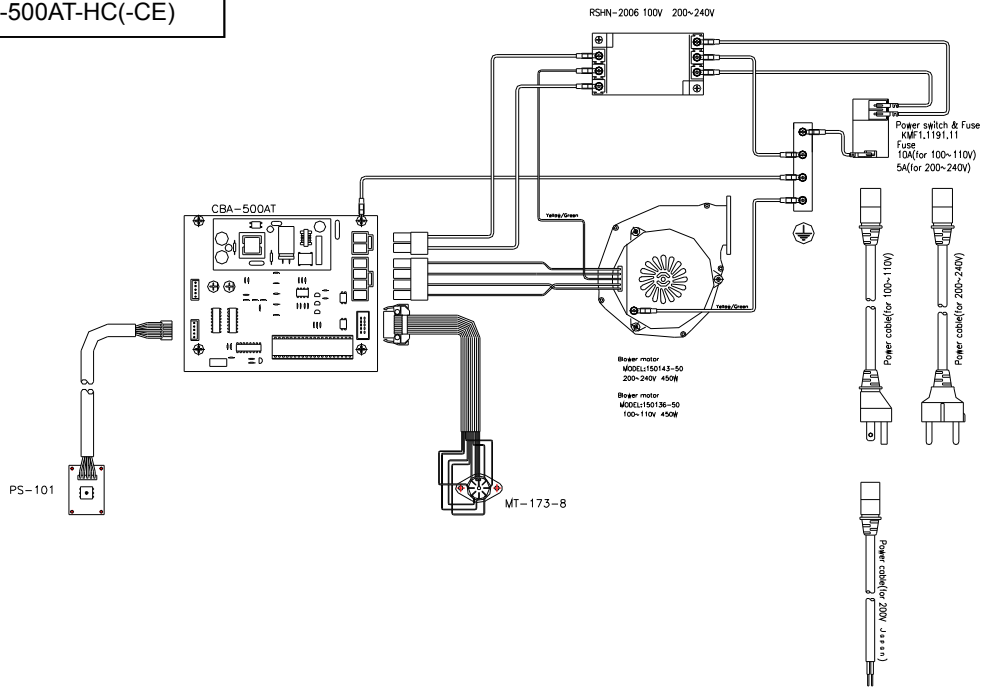 -500AT-HC(-CE)
RSHN-2006 100V 200~240V
Power switch & Fuse
KMF1.1191.11
Fuse
10A(for 100~110V)
5A(for 200~240V)
CBA-500AT
Yellow/Green
Yellow/Green
Blower motor
MODEL:150143-50
200~240V 450W
Blower motor
MODEL:150136-50
100~110V 450W
Power cable(for 100~110V)
Power cable(for 200~240V)
PS-101
MT-173-8
Power cable(for 200V Japan)